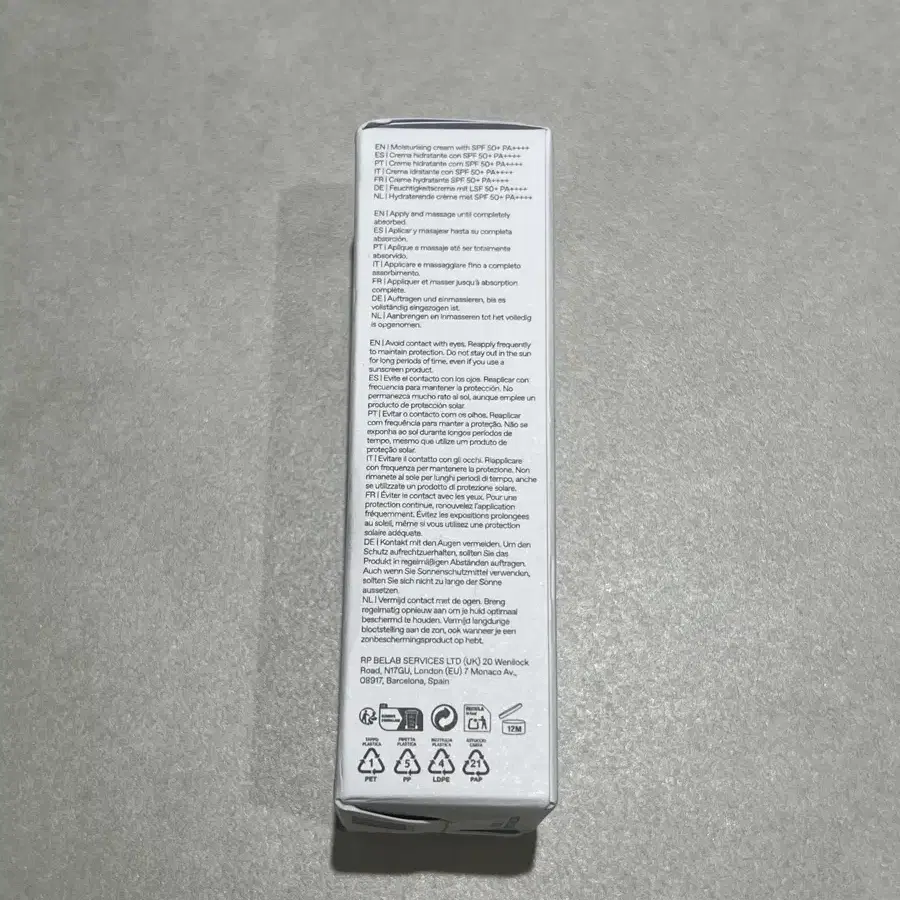 EN | Moisturising cream with SPF 50+ PA++++
ES | Crema hidratante con SPF 50+ PA++++
PT | Creme hidratante com SPF 50+ PA++++
IT | Crema idratante con SPF 50+ PA++++
FR | Crème hydratante SPF 50+ PA++++
DE | Feuchtigkeitscreme mit LSF 50+ PA++++
NL | Hydraterende crème met SPF 50+ PA++++
EN | Apply and massage until completely
absorbed.
ES | Aplicar y masajear hasta su completa
absorción.
PT | Aplique e massaje até ser totalmente
absorvido.
IT | Applicare e massaggiare fino a completo
assorbimento.
FR | Appliquer et masser jusqu'à absorption
complète.
DE | Auftragen und einmassieren, bis es
vollständig eingezogen ist.
NL | Aanbrengen en inmasseren tot het volledig
is opgenomen.
EN | Avoid contact with eyes. Reapply frequently
to maintain protection. Do not stay out in the sun
for long periods of time, even if you use a
sunscreen product.
ES | Evite el contacto con los ojos. Reaplicar con
frecuencia para mantener la protección. No
permanezca mucho rato al sol, aunque emplee un
producto de protección solar.
PT | Evitar o contacto com os olhos. Reaplicar
com frequência para manter a proteção. Não se
exponha ao sol durante longos períodos de
tempo, mesmo que utilize um produto de
proteção solar.
IT | Evitare il contatto con gli occhi. Riapplicare
con frequenza per mantenere la protezione. Non
rimanete al sole per lunghi periodi di tempo, anche
se utilizzate un prodotto di protezione solare.
FR | Éviter le contact avec les yeux. Pour une
protection continue, renouvelez l'application
fréquemment. Évitez les expositions prolongées
au soleil, même si vous utilisez une protection
solaire adéquate.
DE | Kontakt mit den Augen vermeiden. Um den
Schutz aufrechtzuerhalten, sollten Sie das
Produkt in regelmäßigen Abständen auftragen.
Auch wenn Sie Sonnenschutzmittel verwenden,
sollten Sie sich nicht zu lange der Sonne
aussetzen.
NL | Vermijd contact met de ogen. Breng
regelmatig opnieuw aan om je huid optimaal
beschermd te houden. Vermijd langdurige
blootstelling aan de zon, ook wanneer je een
zonbeschermingsproduct op hebt.
RP BELAB SERVICES LTD (UK) 20 Wenlock
Road, N17GU, London (EU) 7 Monaco Av.,
08917, Barcelona, Spain
12M
TAPPO PLASTICA
PIPETTA PLASTICA
PLASTICA
ASTUCCIO CARTA
1 5 4 21
PET PP LDPE PAP